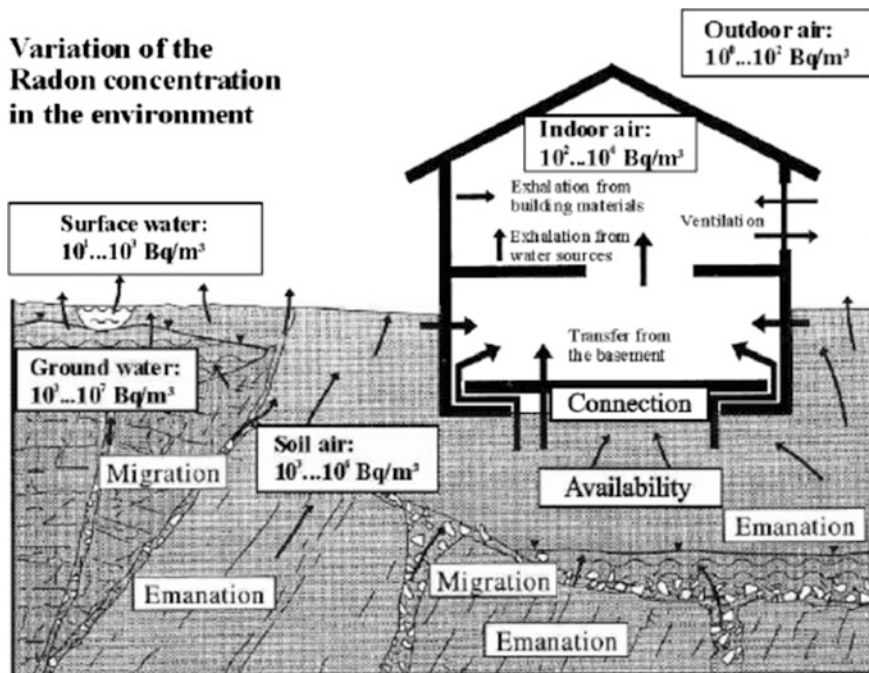 Variation of the
Radon concentration
in the environment
Outdoor air:
10⁰...10² Bq/m³
Indoor air:
10²...10⁴ Bq/m³
Exhalation from
building materials
Exhalation from
water sources
Ventilation
Surface water:
10¹...10³ Bq/m³
Transfer from
the basement
Ground water:
10³...10⁷ Bq/m³
Connection
Soil air:
Bq/m³
Migration
Availability
Emanation
Emanation
Migration
Emanation